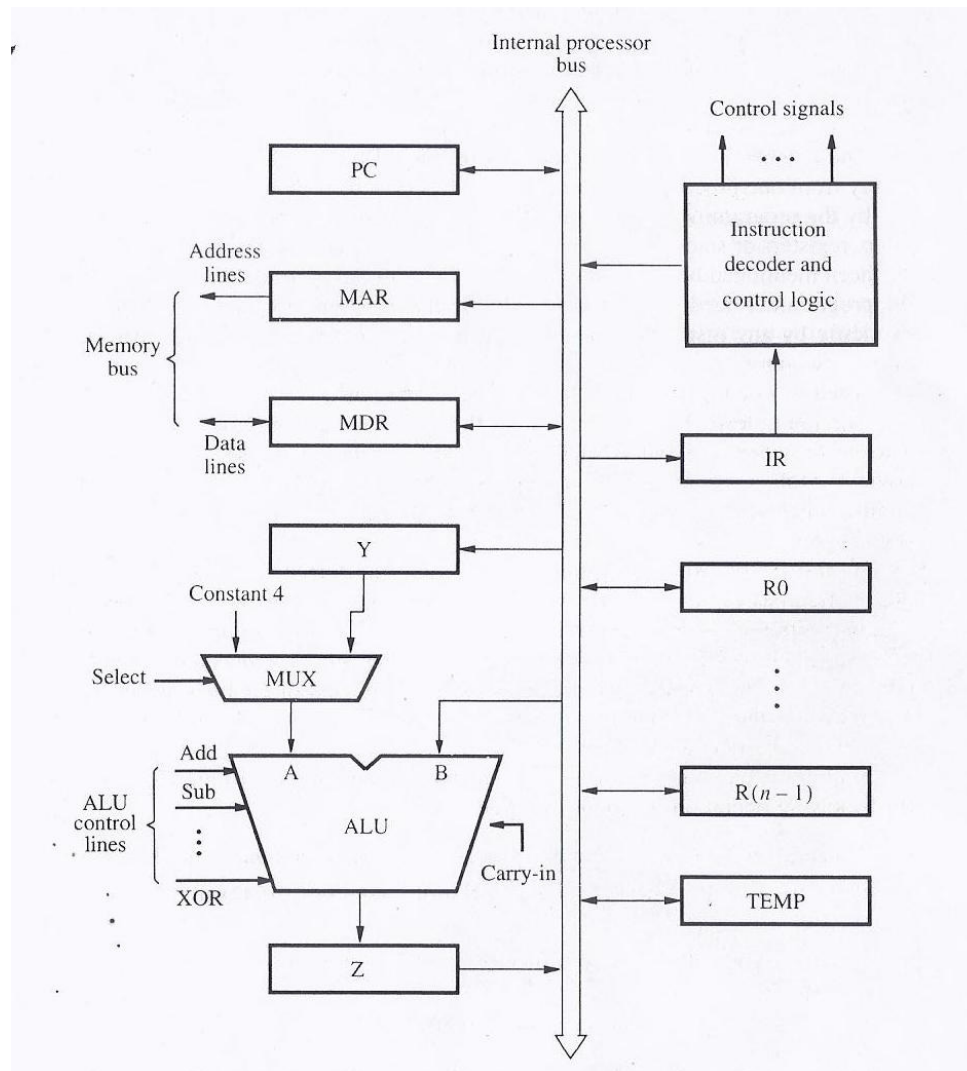 Internal processor
bus
Control signals
. . .
PC
Instruction
decoder and
control logic
Address
lines
MAR
Memory
bus
MDR
Data
lines
IR
Y
Constant 4
R0
Select
MUX
Add
A
B
Sub
ALU
control
lines
ALU
R(n – 1)
Carry-in
XOR
TEMP
Z